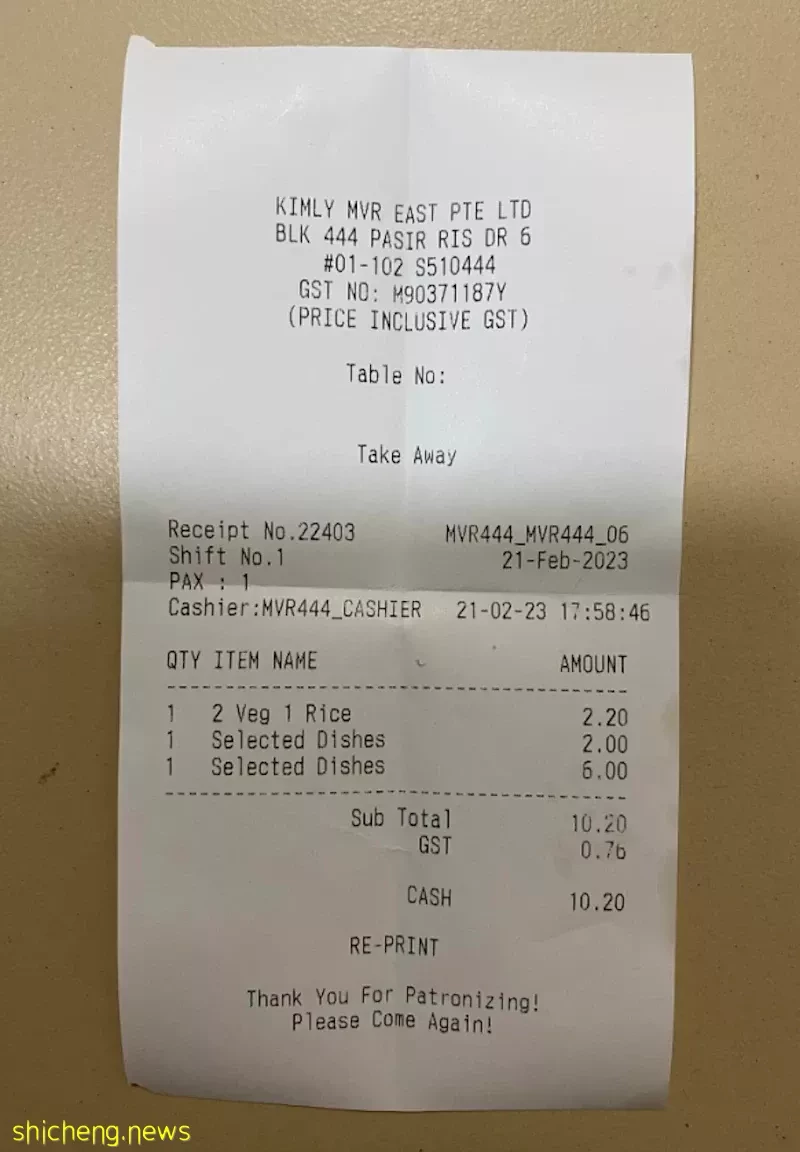 KIMLY MVR EAST PTE LTD
BLK 444 PASIR RIS DR 6
#01-102 S510444
GST NO: M90371187Y
(PRICE INCLUSIVE GST)
Table No:
Take Away
Receipt No.22403 MVR444_MVR444_06
Shift No.1 21-Feb-2023
PAX : 1
Cashier:MVR444_CASHIER 21-02-23 17:58:46
QTY ITEM NAME AMOUNT
1 2 Veg 1 Rice 2.20
1 Selected Dishes 2.00
1 Selected Dishes 6.00
Sub Total 10.20
GST 0.76
CASH 10.20
RE-PRINT
Thank You For Patronizing!
Please Come Again!
shicheng.news